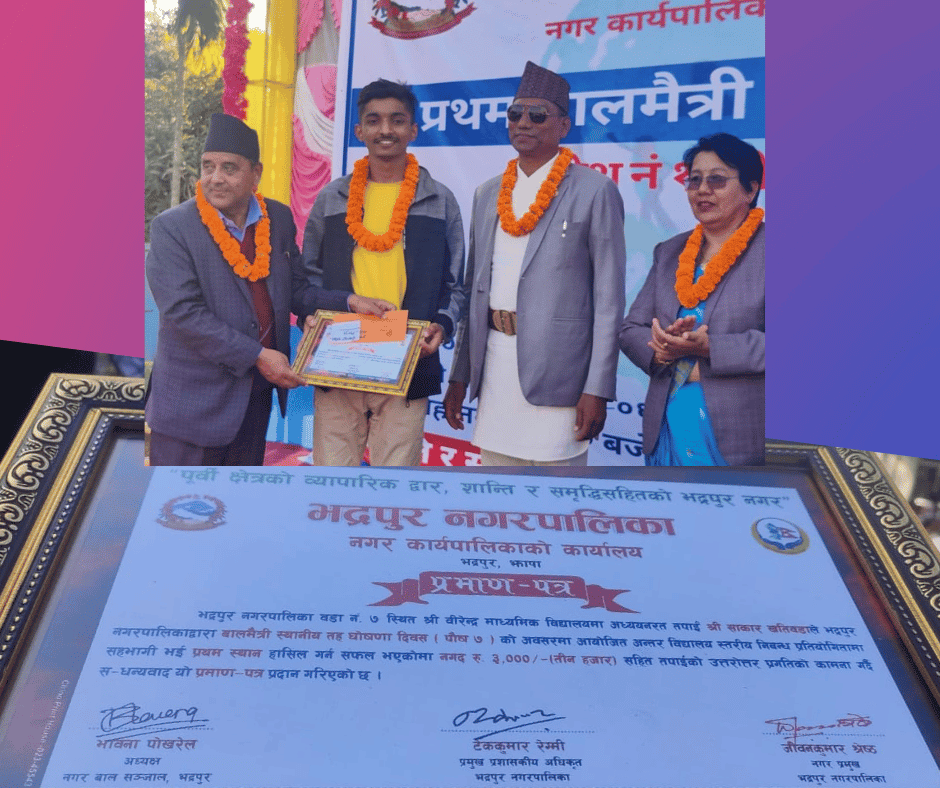 नगर कार्यपालिक
प्रथम बालमैत्री
नं
बजे
"पूर्वी क्षेत्रको व्यापारिक द्वार, शान्ति र समृद्धिसहितको भद्रपुर नगर"
भद्रपुर नगरपालिका
नगर कार्यपालिकाको कार्यालय
भद्रपुर, झापा
प्रमाण-पत्र
भद्रपुर नगरपालिका वडा नं. ७ स्थित श्री वीरेन्द्र माध्यमिक विद्यालयमा अध्ययनरत तपाई श्री साकार खतिवडाले भद्रपुर
नगरपालिकाद्वारा बालमैत्री स्थानीय तह घोषणा दिवस ( पौष ७ ) को अवसरमा आयोजित अन्तर विद्यालय स्तरीय निबन्ध प्रतियोगितामा
सहभागी भई प्रथम स्थान हासिल गर्न सफल भएकोमा नगद रु. ३,०००/-(तीन हजार) सहित तपाईको उत्तरोत्तर प्रगतिको कामना गर्दै
स-धन्यवाद यो प्रमाण-पत्र प्रदान गरिएको छ ।
भावना पोखरेल
अध्यक्ष
नगर बाल सञ्जाल, भद्रपुर
टेककुमार रेग्मी
प्रमुख प्रशासकीय अधिकृत
भद्रपुर नगरपालिका
जीवनकुमार श्रेष्ठ
नगर प्रमुख
भद्रपुर नगरपालिका